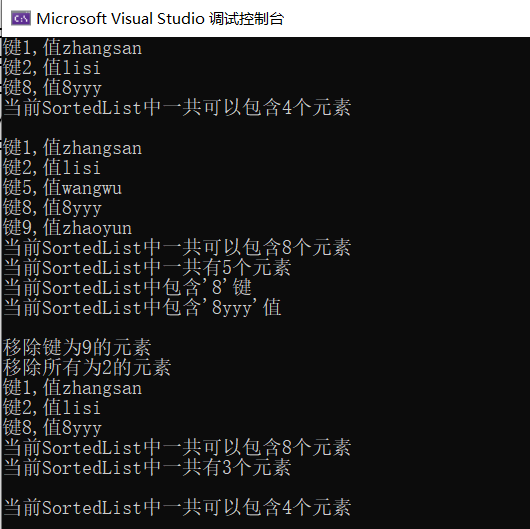 Microsoft Visual Studio 调试控制台
键1,值zhangsan
键2,值lisi
键8,值8yyy
当前SortedList中一共可以包含4个元素
键1,值zhangsan
键2,值lisi
键5,值wangwu
键8,值8yyy
键9,值zhaoyun
当前SortedList中一共可以包含8个元素
当前SortedList中一共有5个元素
当前SortedList中包含'8'键
当前SortedList中包含'8yyy'值
移除键为9的元素
移除所有为2的元素
键1,值zhangsan
键2,值lisi
键8,值8yyy
当前SortedList中一共可以包含8个元素
当前SortedList中一共有3个元素
当前SortedList中一共可以包含4个元素